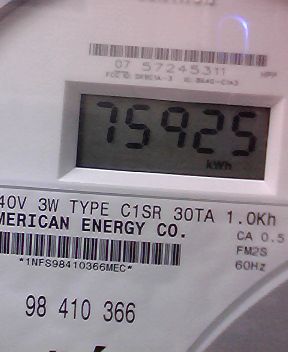 07 57245311
75925
kWh
40V 3W TYPE C1SR 30TA 1.0Kh
MERICAN ENERGY CO.
CA 0.5
FM2S
60Hz
*1NFS98410366MEC*
98 410 366